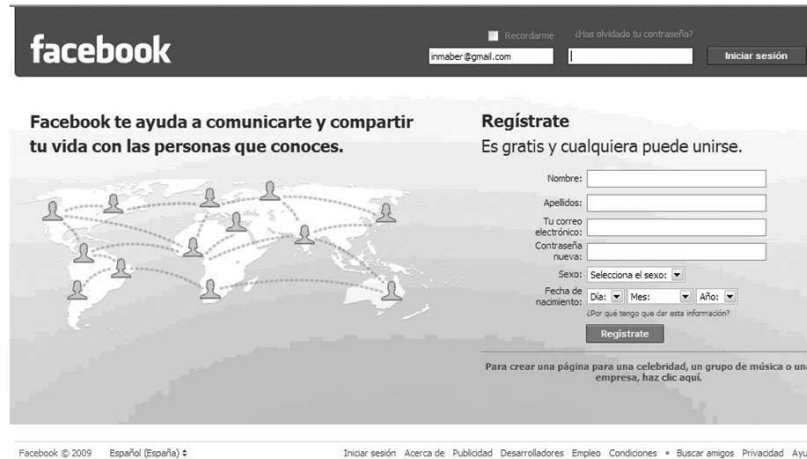 facebook
Recordarme
¿Has olvidado tu contraseña?
inmaber@gmail.com
Iniciar sesión
Facebook te ayuda a comunicarte y compartir
tu vida con las personas que conoces.
Regístrate
Es gratis y cualquiera puede unirse.
Nombre:
Apellidos:
Tu correo
electrónico:
Contraseña
nueva:
Sexo: Selecciona el sexo:
Fecha de
nacimiento: Día: Mes: Año:
¿Por qué tengo que dar esta información?
Regístrate
Para crear una página para una celebridad, un grupo de música o una
empresa, haz clic aquí.
Facebook © 2009 Español (España)
Iniciar sesión Acerca de Publicidad Desarrolladores Empleo Condiciones Buscar amigos Privacidad Ayu